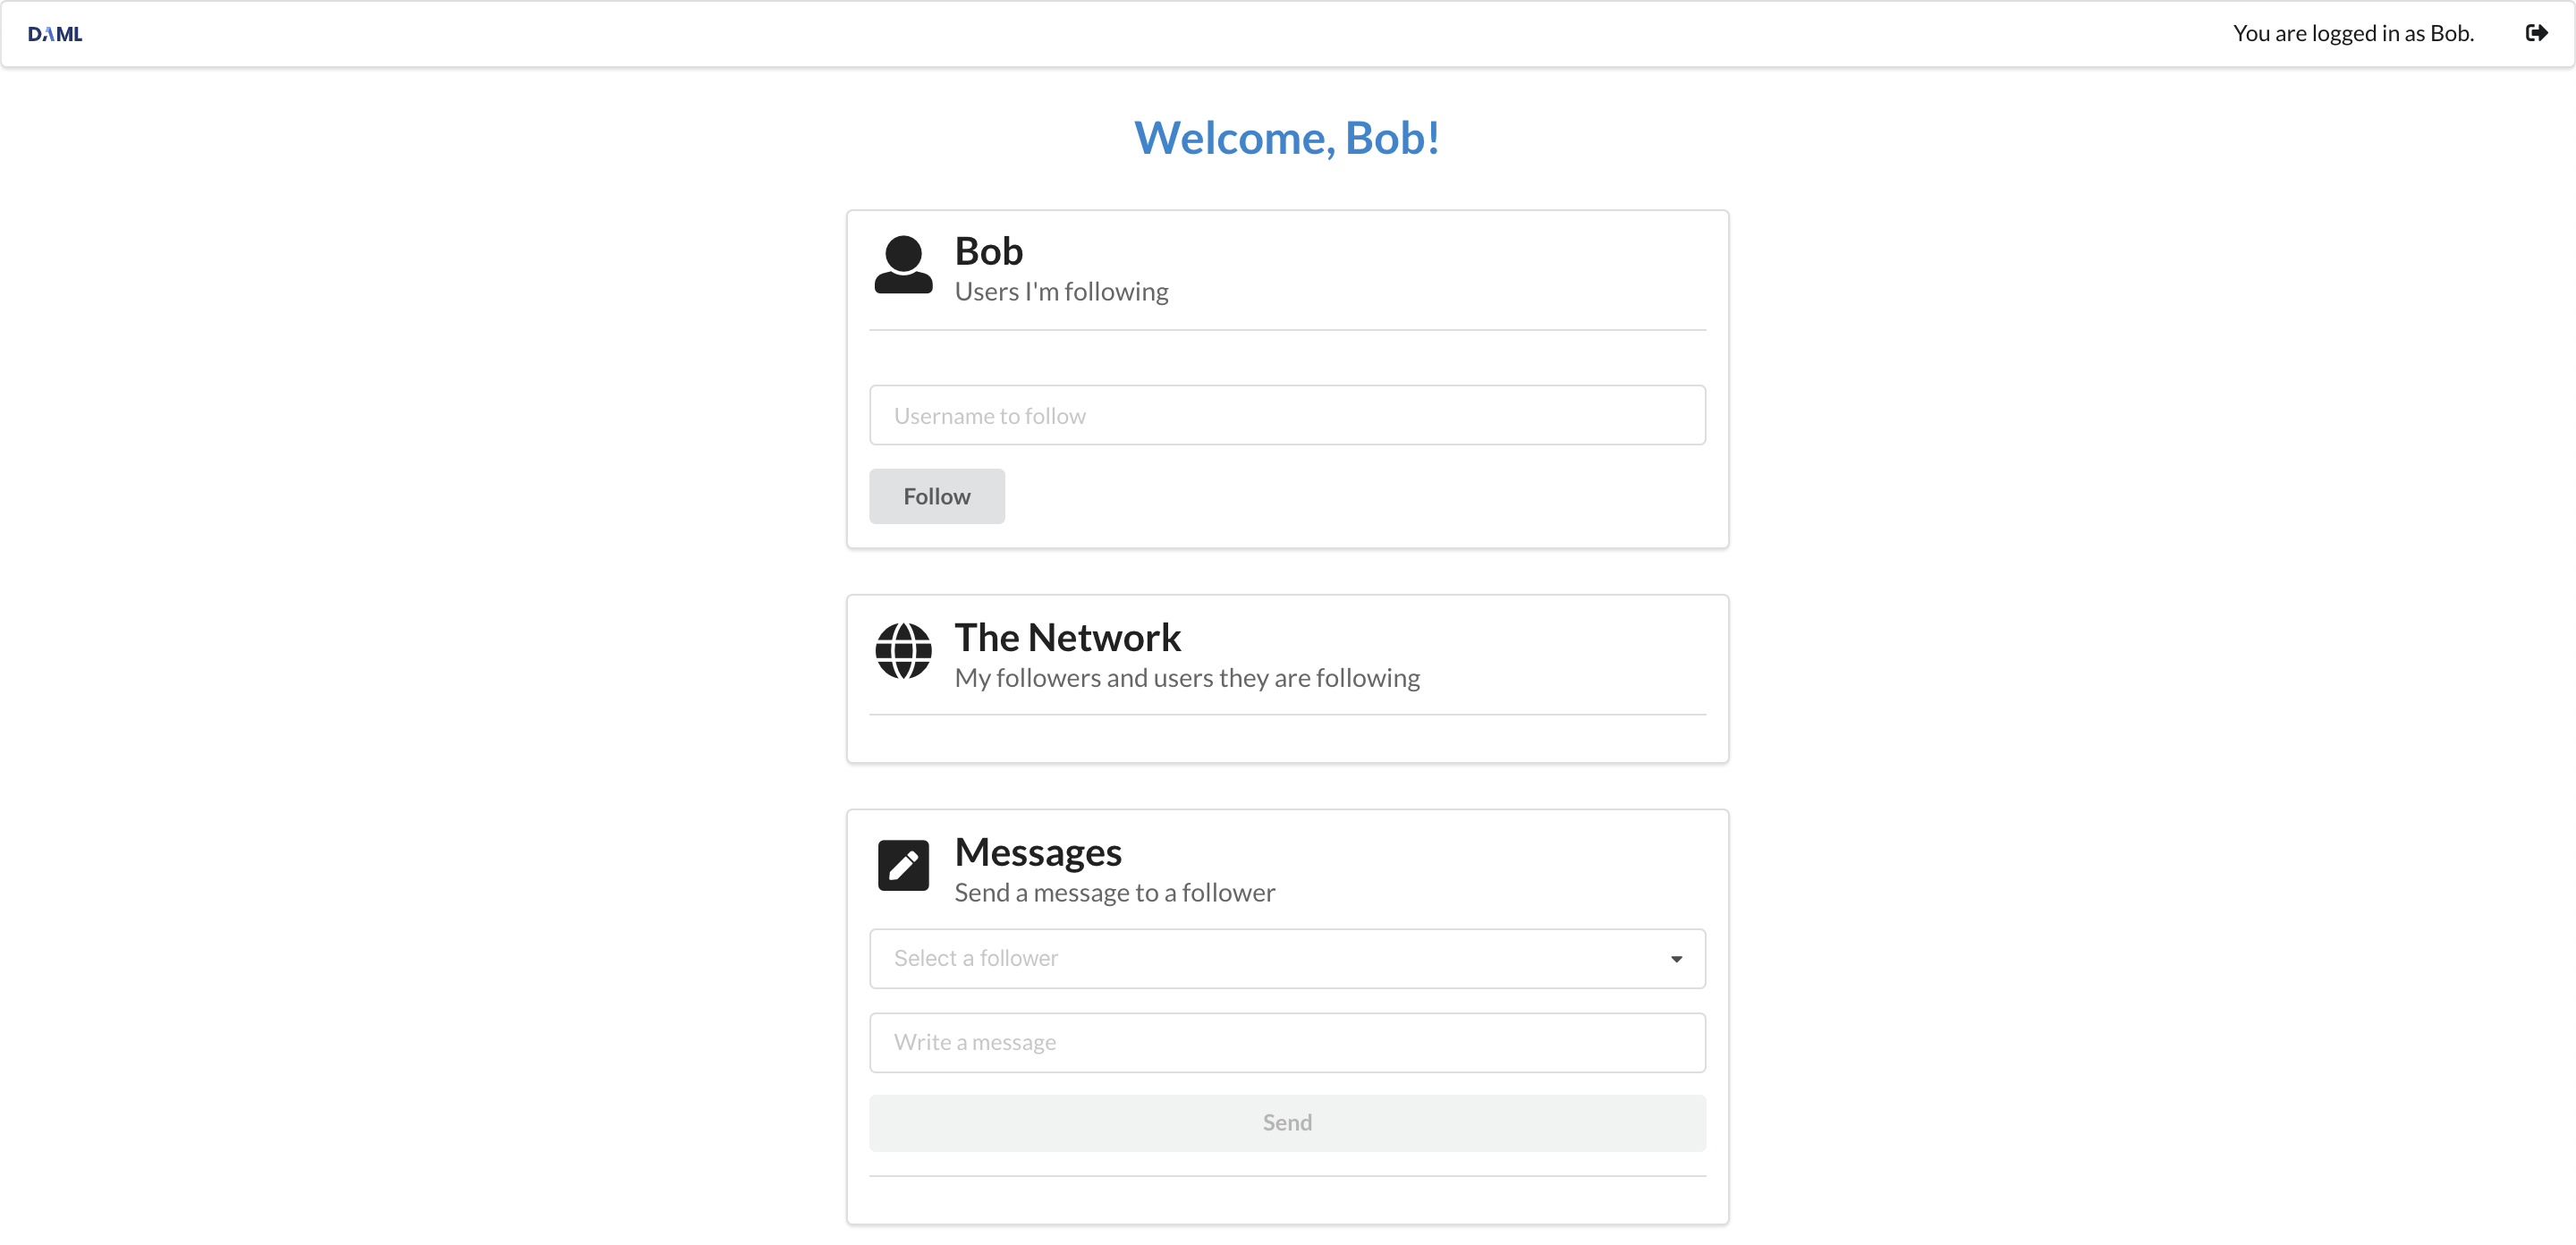 DAML
You are logged in as Bob.
Welcome, Bob!
Bob
Users I'm following
Username to follow
Follow
The Network
My followers and users they are following
Messages
Send a message to a follower
Select a follower
Write a message
Send